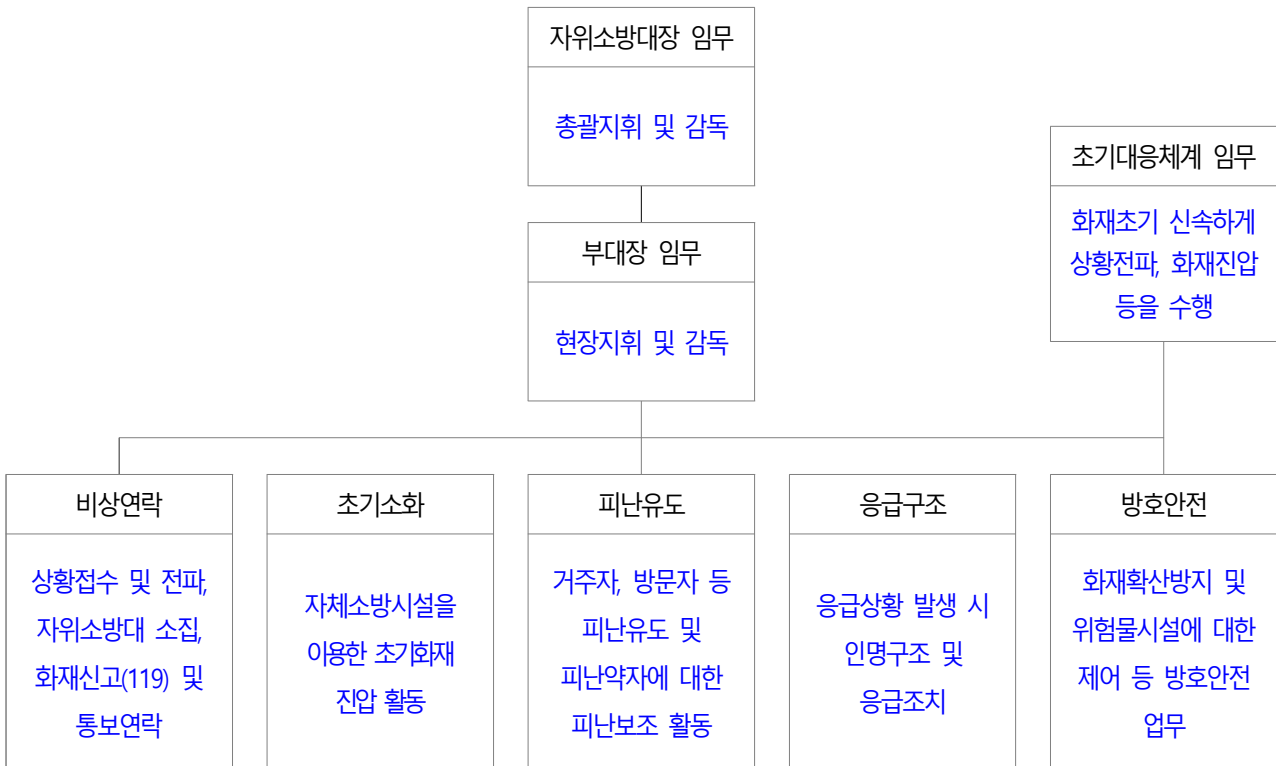 자위소방대장 임무
총괄지휘 및 감독
초기대응체계 임무
화재초기 신속하게
상황전파, 화재진압
등을 수행
부대장 임무
현장지휘 및 감독
비상연락
상황접수 및 전파,
자위소방대 소집,
화재신고(119) 및
통보연락
초기소화
자체소방시설을
이용한 초기화재
진압 활동
피난유도
거주자, 방문자 등
피난유도 및
피난약자에 대한
피난보조 활동
응급구조
응급상황 발생 시
인명구조 및
응급조치
방호안전
화재확산방지 및
위험물시설에 대한
제어 등 방호안전
업무